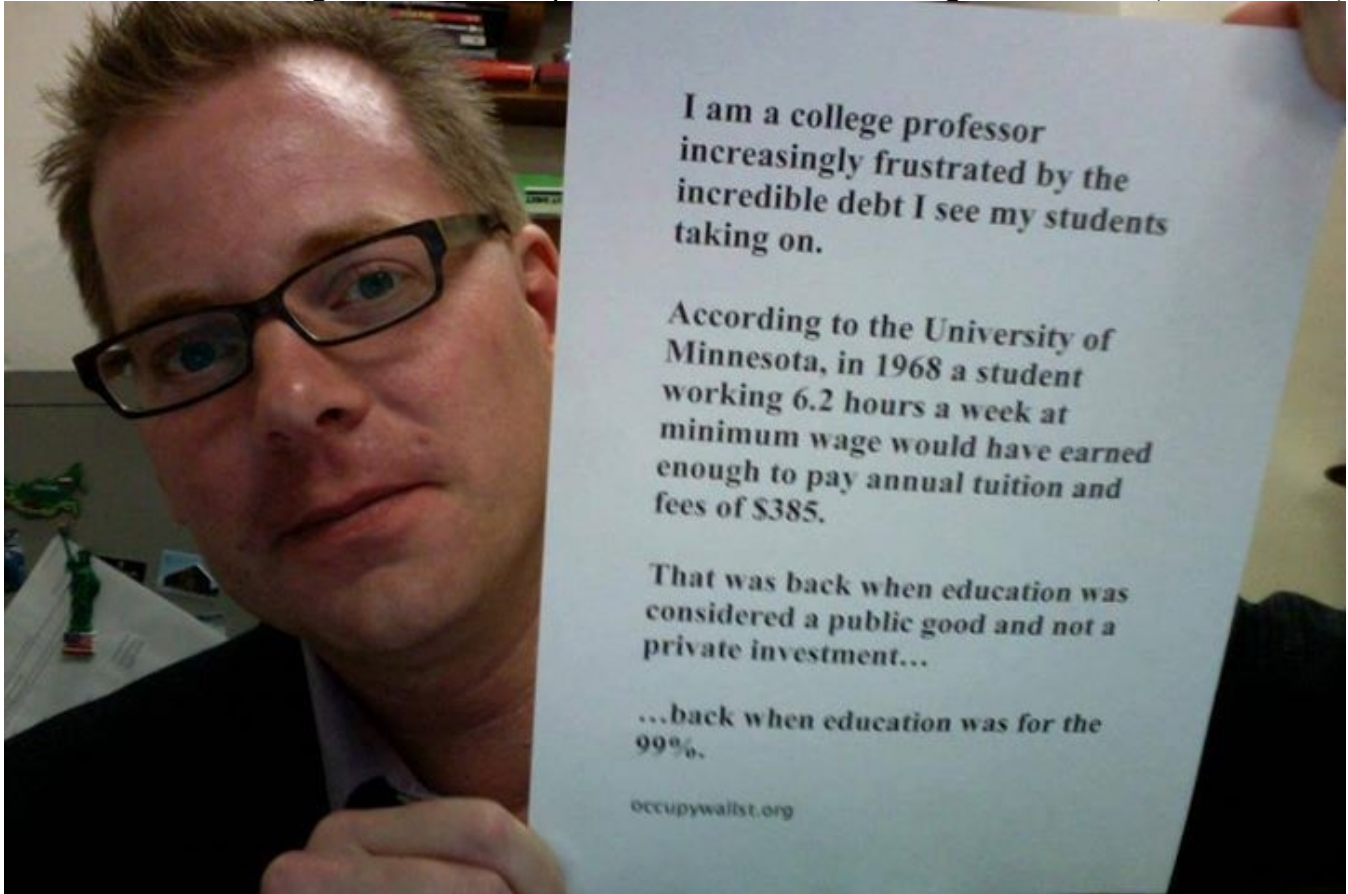 I am a college professor
increasingly frustrated by the
incredible debt I see my students
taking on.
According to the University of
Minnesota, in 1968 a student
working 6.2 hours a week at
minimum wage would have earned
enough to pay annual tuition and
fees of $385.
That was back when education was
considered a public good and not a
private investment...
...back when education was for the
99%.
occupywallst.org